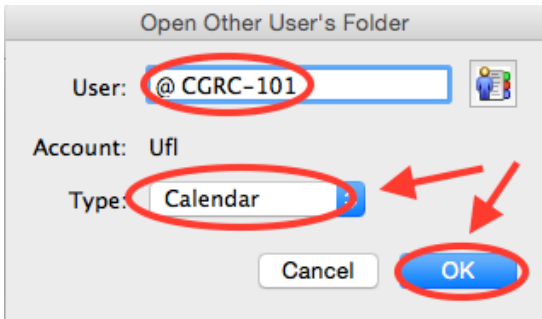 Open Other User's Folder
User: @ CGRC-101
Account: Ufl
Type: Calendar
Cancel OK